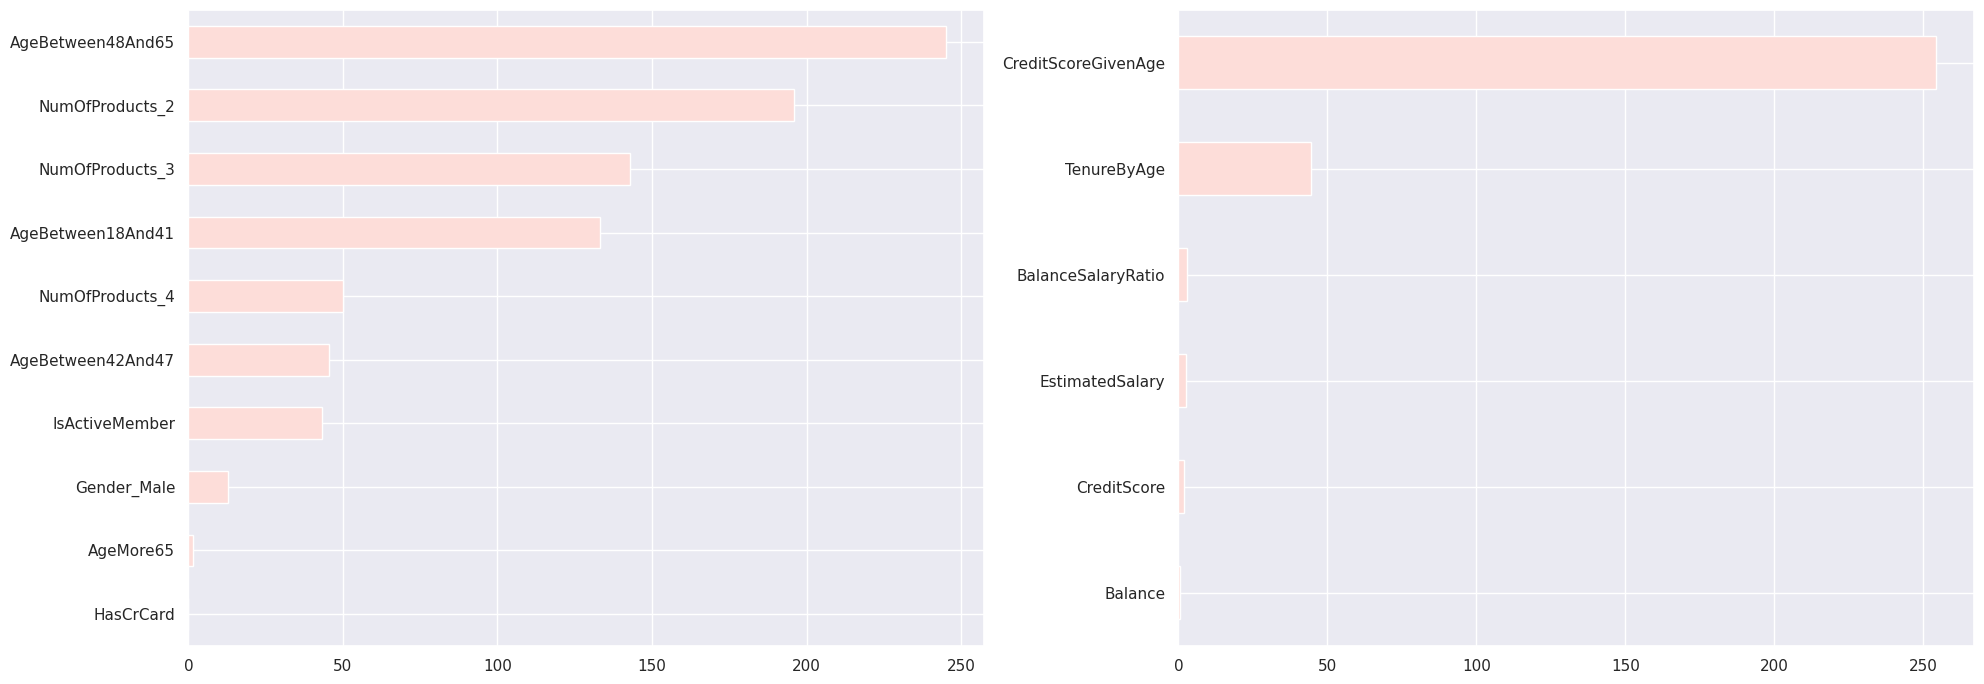 AgeBetween48And65
NumOfProducts_2
NumOfProducts_3
AgeBetween18And41
NumOfProducts_4
AgeBetween42And47
IsActiveMember
Gender_Male
AgeMore65
HasCrCard
0 50 100 150 200 250
CreditScoreGivenAge
TenureByAge
BalanceSalaryRatio
EstimatedSalary
CreditScore
Balance
0 50 100 150 200 250